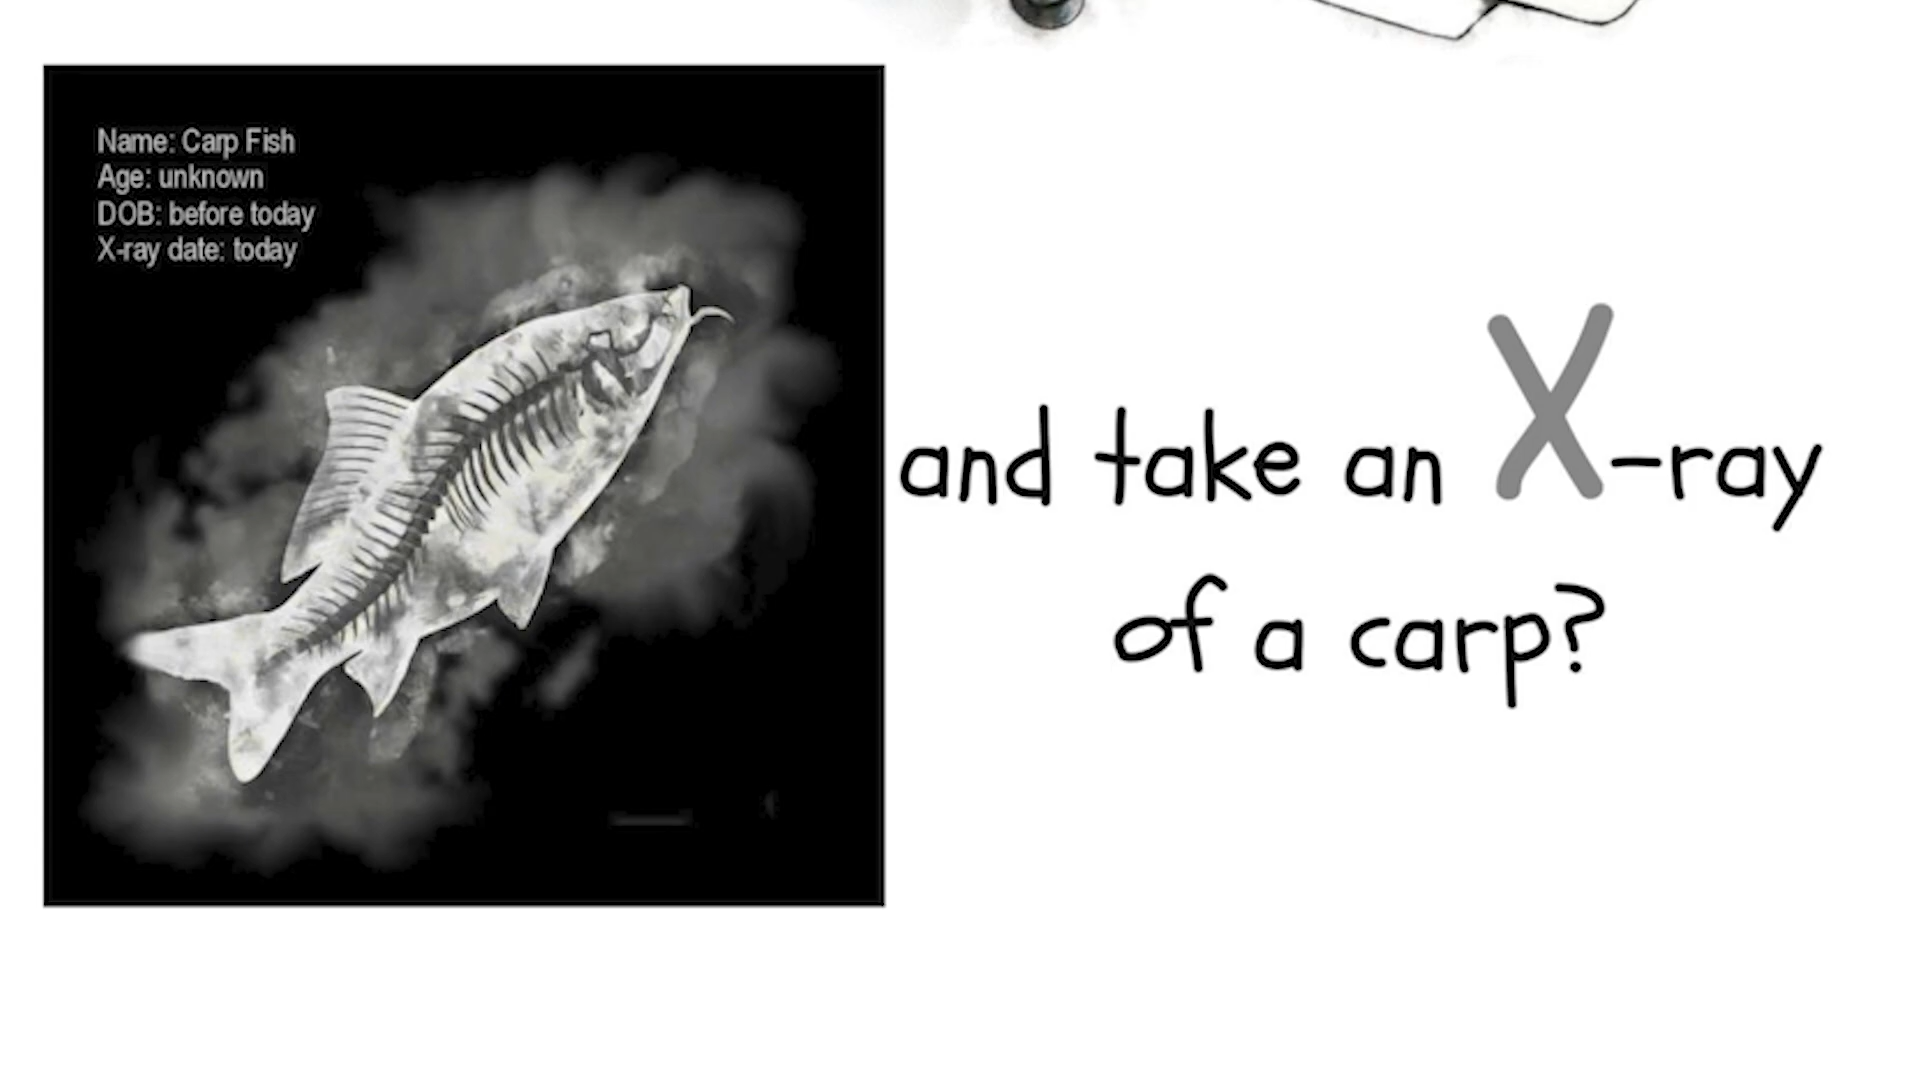 Name: Carp Fish
Age: unknown
DOB: before today
X-ray date: today
and take an X-ray
of a carp?